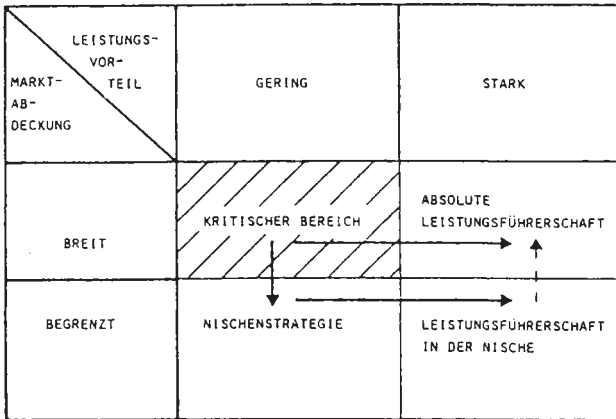 LEISTUNGS-
VOR-
TEIL
MARKT-
AB-
DECKUNG
GERING
STARK
BREIT
KRITISCHER BEREICH
ABSOLUTE
LEISTUNGSFÜHRERSCHAFT
BEGRENZT
NISCHENSTRATEGIE
LEISTUNGSFÜHRERSCHAFT
IN DER NISCHE